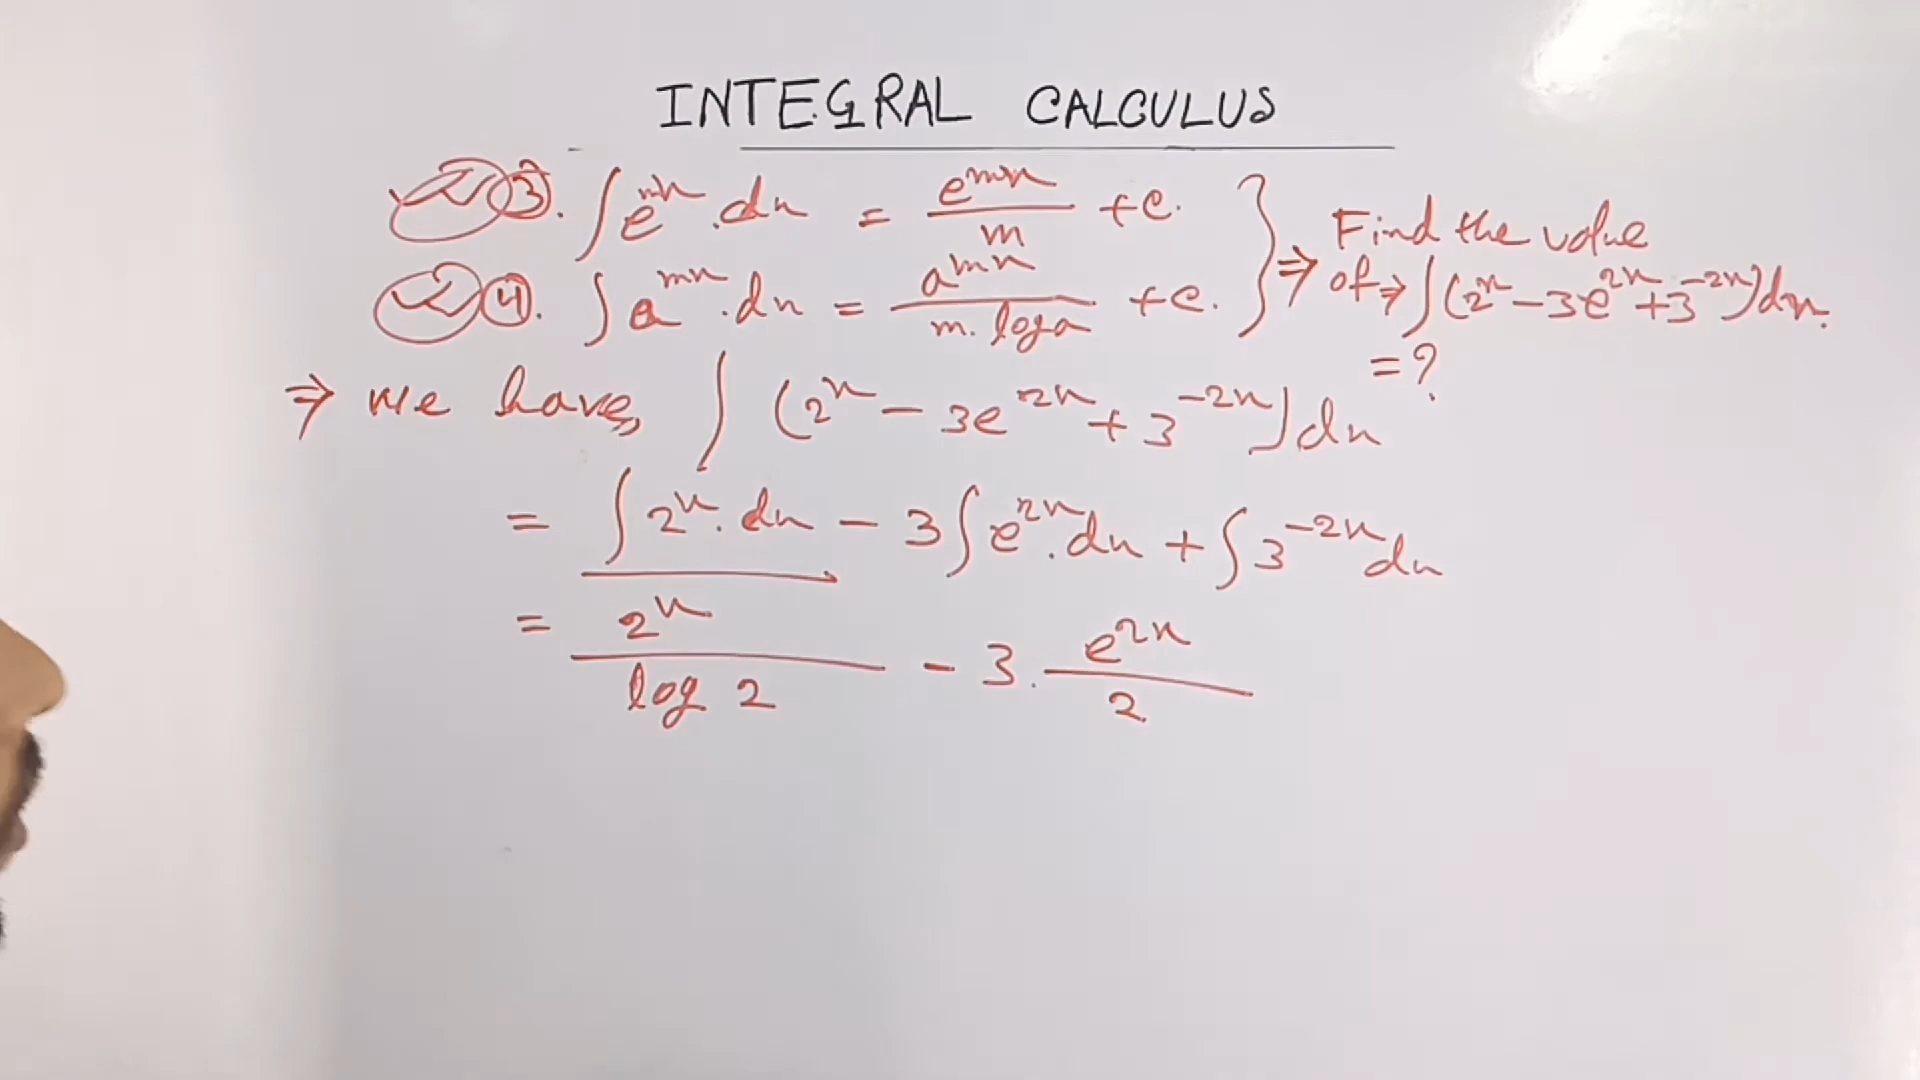 INTEGRAL CALCULUS
③. ∫e^{mx}.dx = e^{mx}/m + c. } ⇒ Find the value
④. ∫a^{mx}.dx = a^{mx}/(m.log a) + c. of ⇒ ∫(2^x - 3e^{2x} + 3^{-2x})dx.
= ?
⇒ we have, ∫(2^x - 3e^{2x} + 3^{-2x})dx
= ∫2^x.dx - 3∫e^{2x}.dx + ∫3^{-2x}dx
= 2^x/log 2 - 3.e^{2x}/2